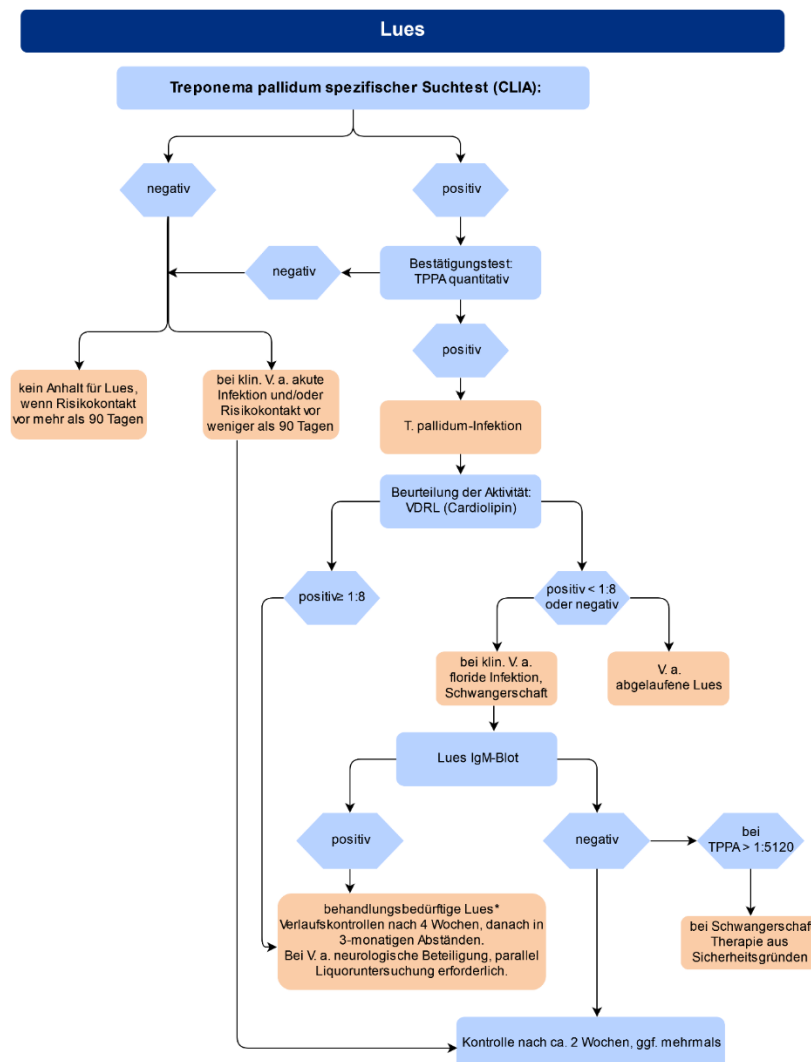 Lues
Treponema pallidum spezifischer Suchtest (CLIA):
negativ
positiv
negativ
Bestätigungstest:
TPPA quantitativ
positiv
kein Anhalt für Lues,
wenn Risikokontakt
vor mehr als 90 Tagen
bei klin. V. a. akute
Infektion und/oder
Risikokontakt vor
weniger als 90 Tagen
T. pallidum-Infektion
Beurteilung der Aktivität:
VDRL (Cardiolipin)
positiv≥ 1:8
positiv < 1:8
oder negativ
bei klin. V. a.
floride Infektion,
Schwangerschaft
V. a.
abgelaufene Lues
Lues IgM-Blot
positiv
negativ
bei
TPPA > 1:5120
behandlungsbedürftige Lues*
Verlaufskontrollen nach 4 Wochen, danach in
3-monatigen Abständen.
Bei V. a. neurologische Beteiligung, parallel
Liquoruntersuchung erforderlich.
bei Schwangerschaft
Therapie aus
Sicherheitsgründen
Kontrolle nach ca. 2 Wochen, ggf. mehrmals